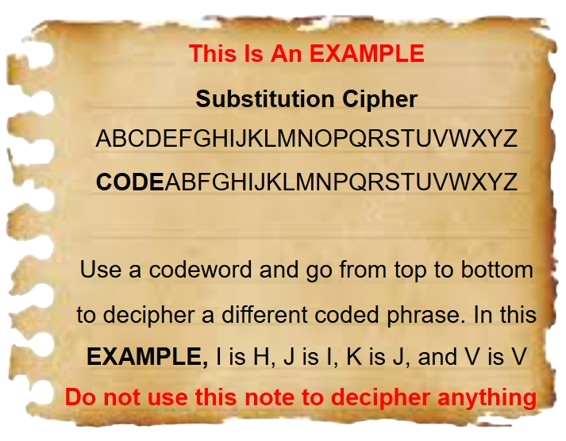 This Is An EXAMPLE
Substitution Cipher
ABCDEFGHIJKLMNOPQRSTUVWXYZ
CODEABFGHIJKLMNPQRSTUVWXYZ
Use a codeword and go from top to bottom
to decipher a different coded phrase. In this
EXAMPLE, I is H, J is I, K is J, and V is V
Do not use this note to decipher anything